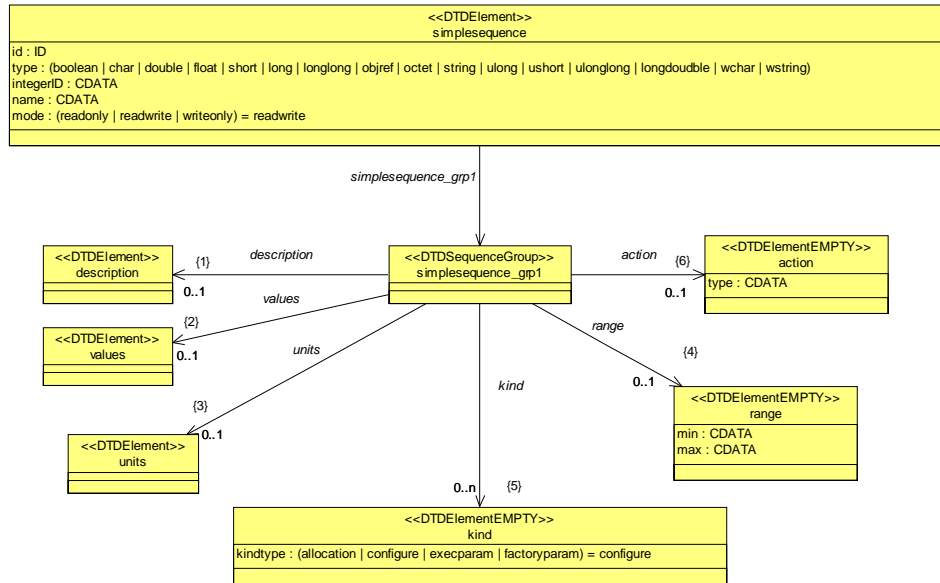 <<DTDElement>>
simplesequence
id : ID
type : (boolean | char | double | float | short | long | longlong | objref | octet | string | ulong | ushort | ulonglong | longdoudble | wchar | wstring)
integerID : CDATA
name : CDATA
mode : (readonly | readwrite | writeonly) = readwrite
simplesequence_grp1
<<DTDElement>>
description
{1}
0..1
description
<<DTDSequenceGroup>>
simplesequence_grp1
action
{6}
0..1
<<DTDElementEMPTY>>
action
type : CDATA
values
{2}
0..1
<<DTDElement>>
values
units
{3}
0..1
<<DTDElement>>
units
range
{4}
0..1
<<DTDElementEMPTY>>
range
min : CDATA
max : CDATA
kind
0..n
{5}
<<DTDElementEMPTY>>
kind
kindtype : (allocation | configure | execparam | factoryparam) = configure